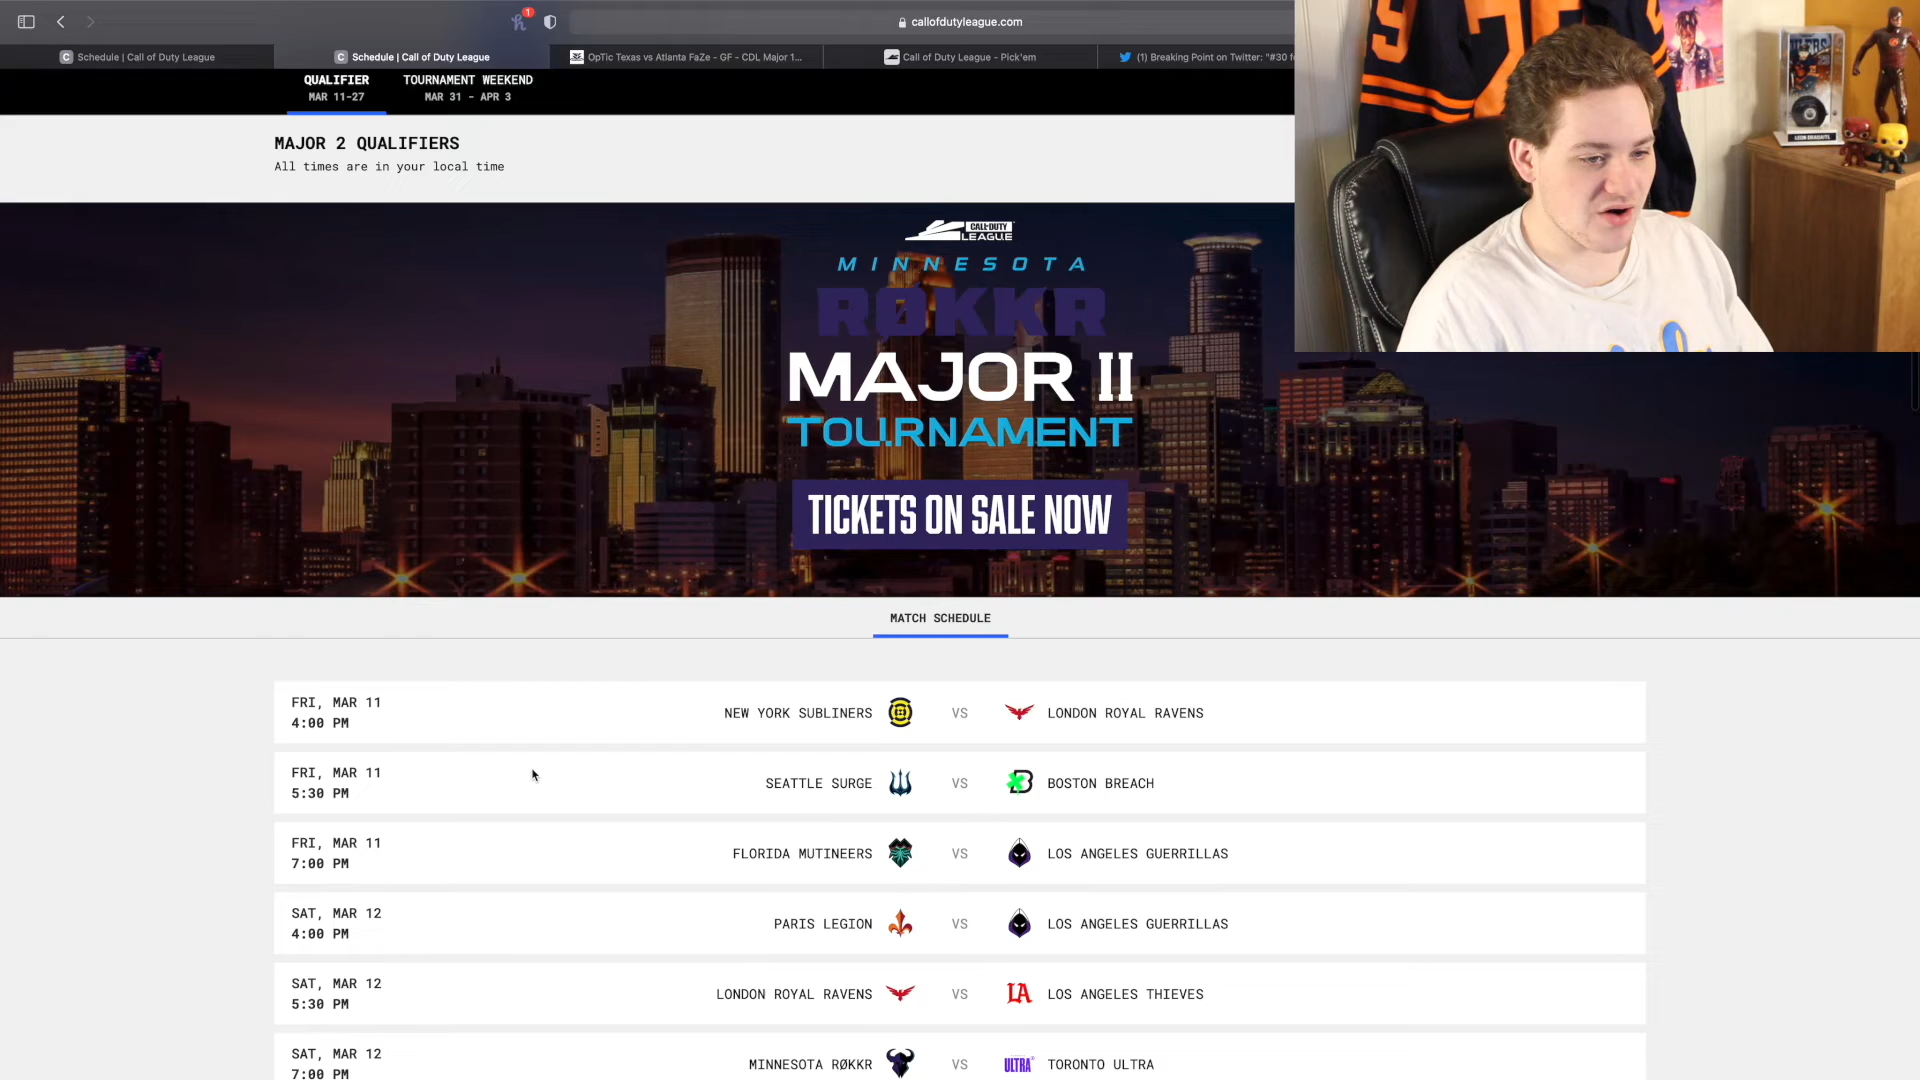 1
callofdutyleague.com
Schedule | Call of Duty League
Schedule | Call of Duty League
OpTic Texas vs Atlanta FaZe - GF - CDL Major 1...
Call of Duty League - Pick'em
(1) Breaking Point on Twitter: "#30 f
QUALIFIER
MAR 11-27
TOURNAMENT WEEKEND
MAR 31 - APR 3
MAJOR 2 QUALIFIERS
All times are in your local time
CALL OF DUTY
LEAGUE
MINNESOTA
RØKKR
MAJOR II
TOURNAMENT
TICKETS ON SALE NOW
MATCH SCHEDULE
FRI, MAR 11
4:00 PM
NEW YORK SUBLINERS VS LONDON ROYAL RAVENS
FRI, MAR 11
5:30 PM
SEATTLE SURGE VS BOSTON BREACH
FRI, MAR 11
7:00 PM
FLORIDA MUTINEERS VS LOS ANGELES GUERRILLAS
SAT, MAR 12
4:00 PM
PARIS LEGION VS LOS ANGELES GUERRILLAS
SAT, MAR 12
5:30 PM
LONDON ROYAL RAVENS VS LA LOS ANGELES THIEVES
SAT, MAR 12
7:00 PM
MINNESOTA RØKKR VS ULTRA TORONTO ULTRA